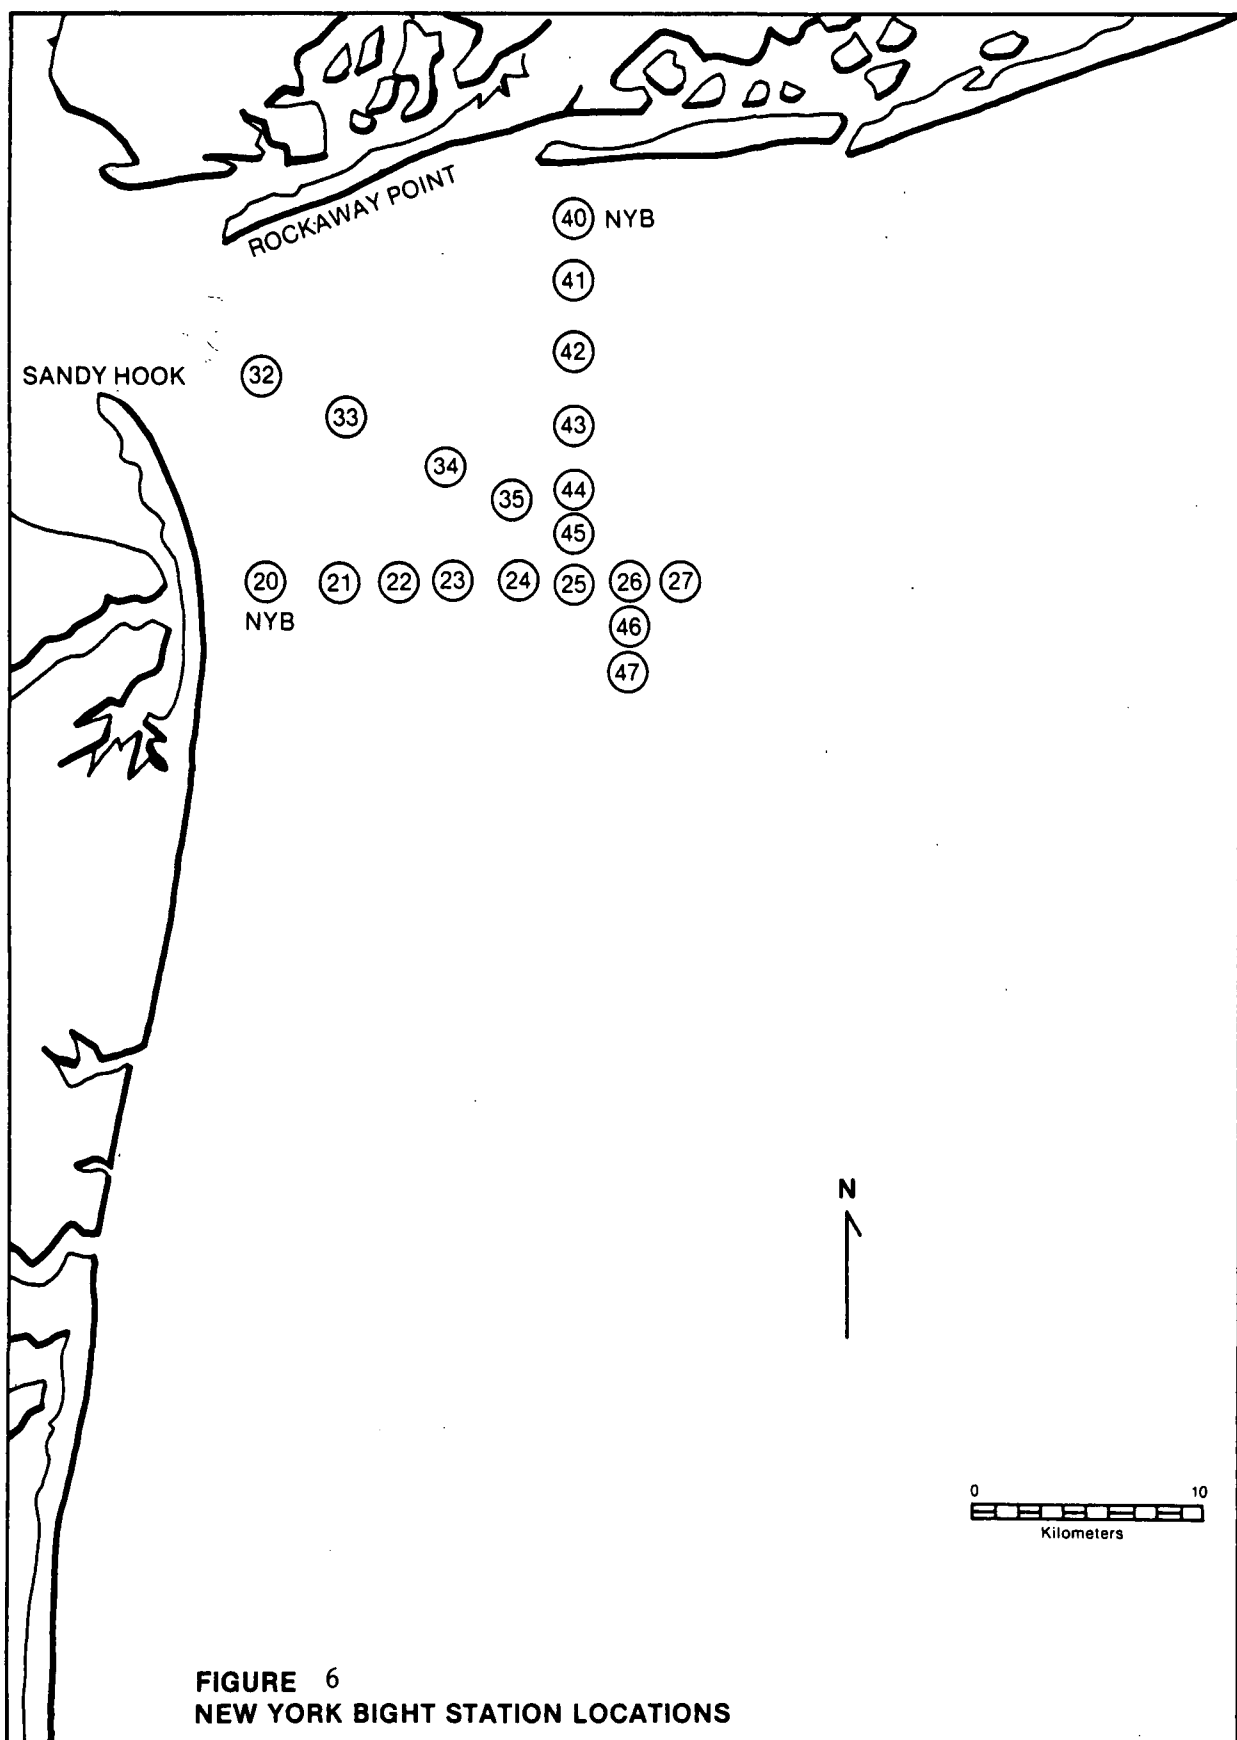 ROCKAWAY POINT
40 NYB
41
42
SANDY HOOK
32
33
43
34
44
35
45
20 21 22 23 24 25 26 27
NYB
46
47
N
0 10
Kilometers
FIGURE 6
NEW YORK BIGHT STATION LOCATIONS